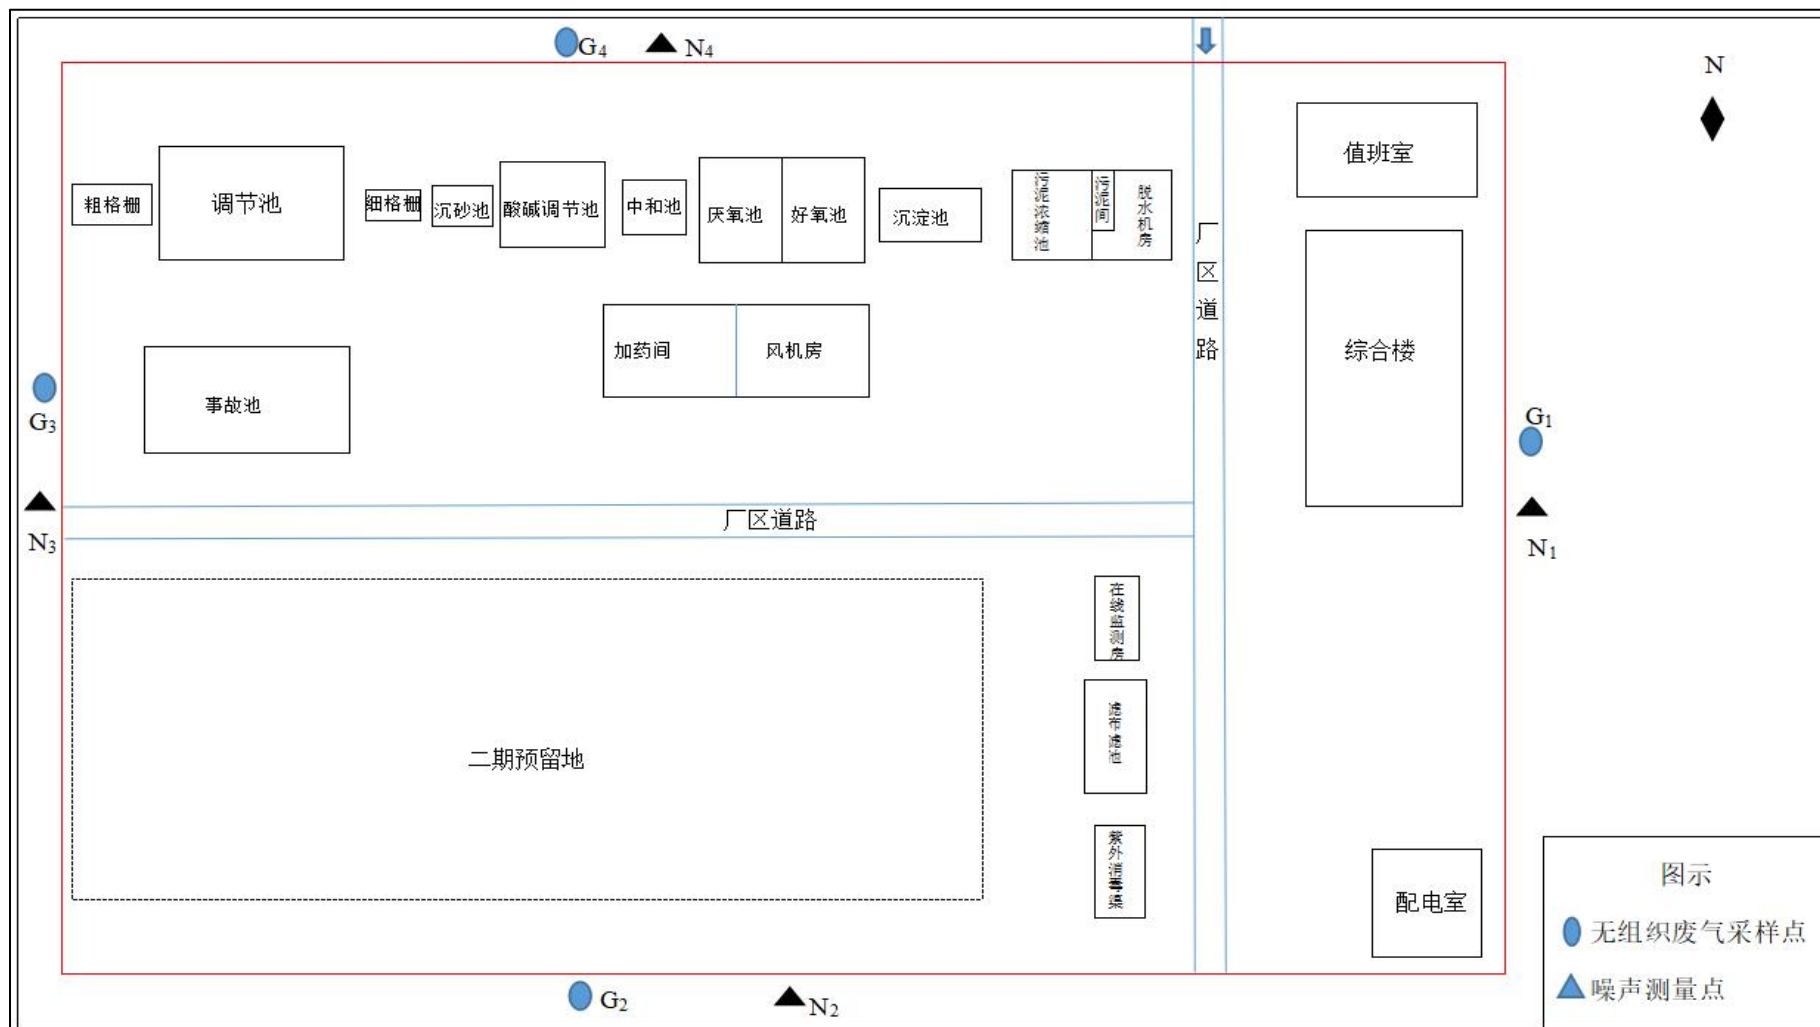 G4
N4
N
值班室
粗格栅
调节池
细格栅
沉砂池
酸碱调节池
中和池
厌氧池
好氧池
沉淀池
污泥浓缩池
污泥间
脱水机房
厂区道路
综合楼
加药间
风机房
事故池
G3
G1
N3
N1
厂区道路
在线监测房
滤布滤池
二期预留地
紫外消毒渠
配电室
G2
N2
图示
无组织废气采样点
噪声测量点